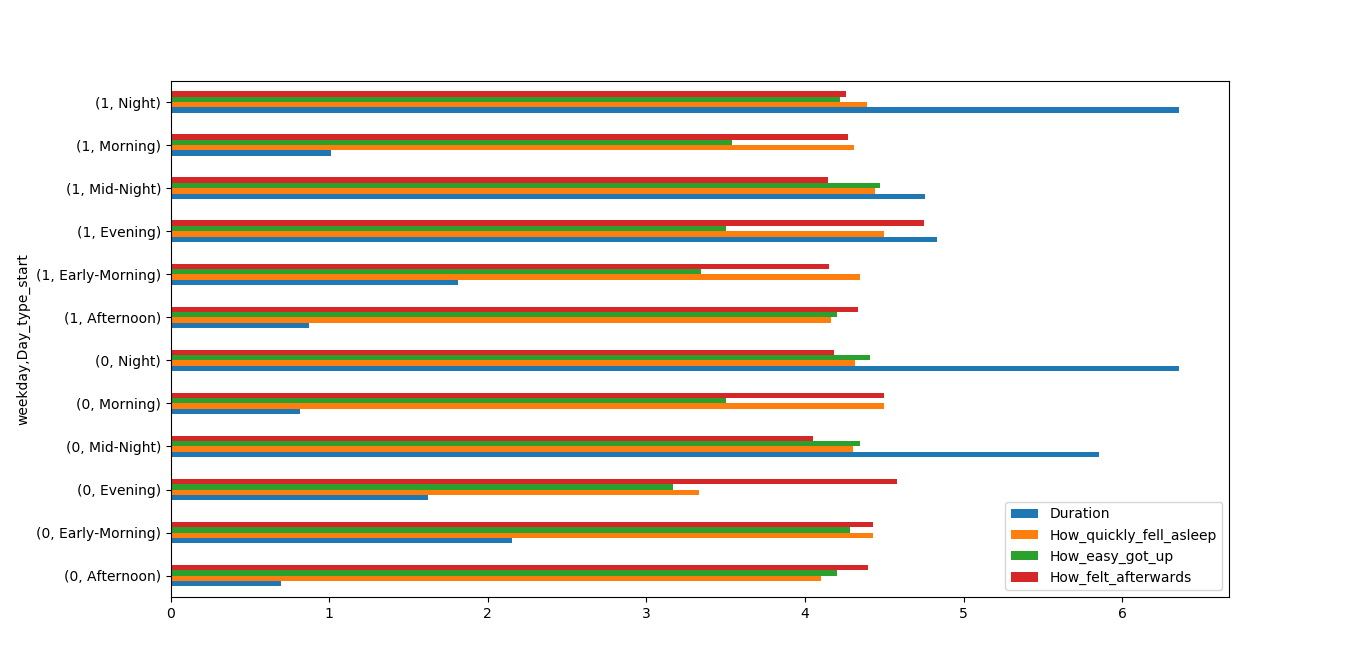 (1, Night)
(1, Morning)
(1, Mid-Night)
(1, Evening)
(1, Early-Morning)
(1, Afternoon)
(0, Night)
(0, Morning)
(0, Mid-Night)
(0, Evening)
(0, Early-Morning)
(0, Afternoon)
weekday,Day_type_start
Duration
How_quickly_fell_asleep
How_easy_got_up
How_felt_afterwards
0 1 2 3 4 5 6